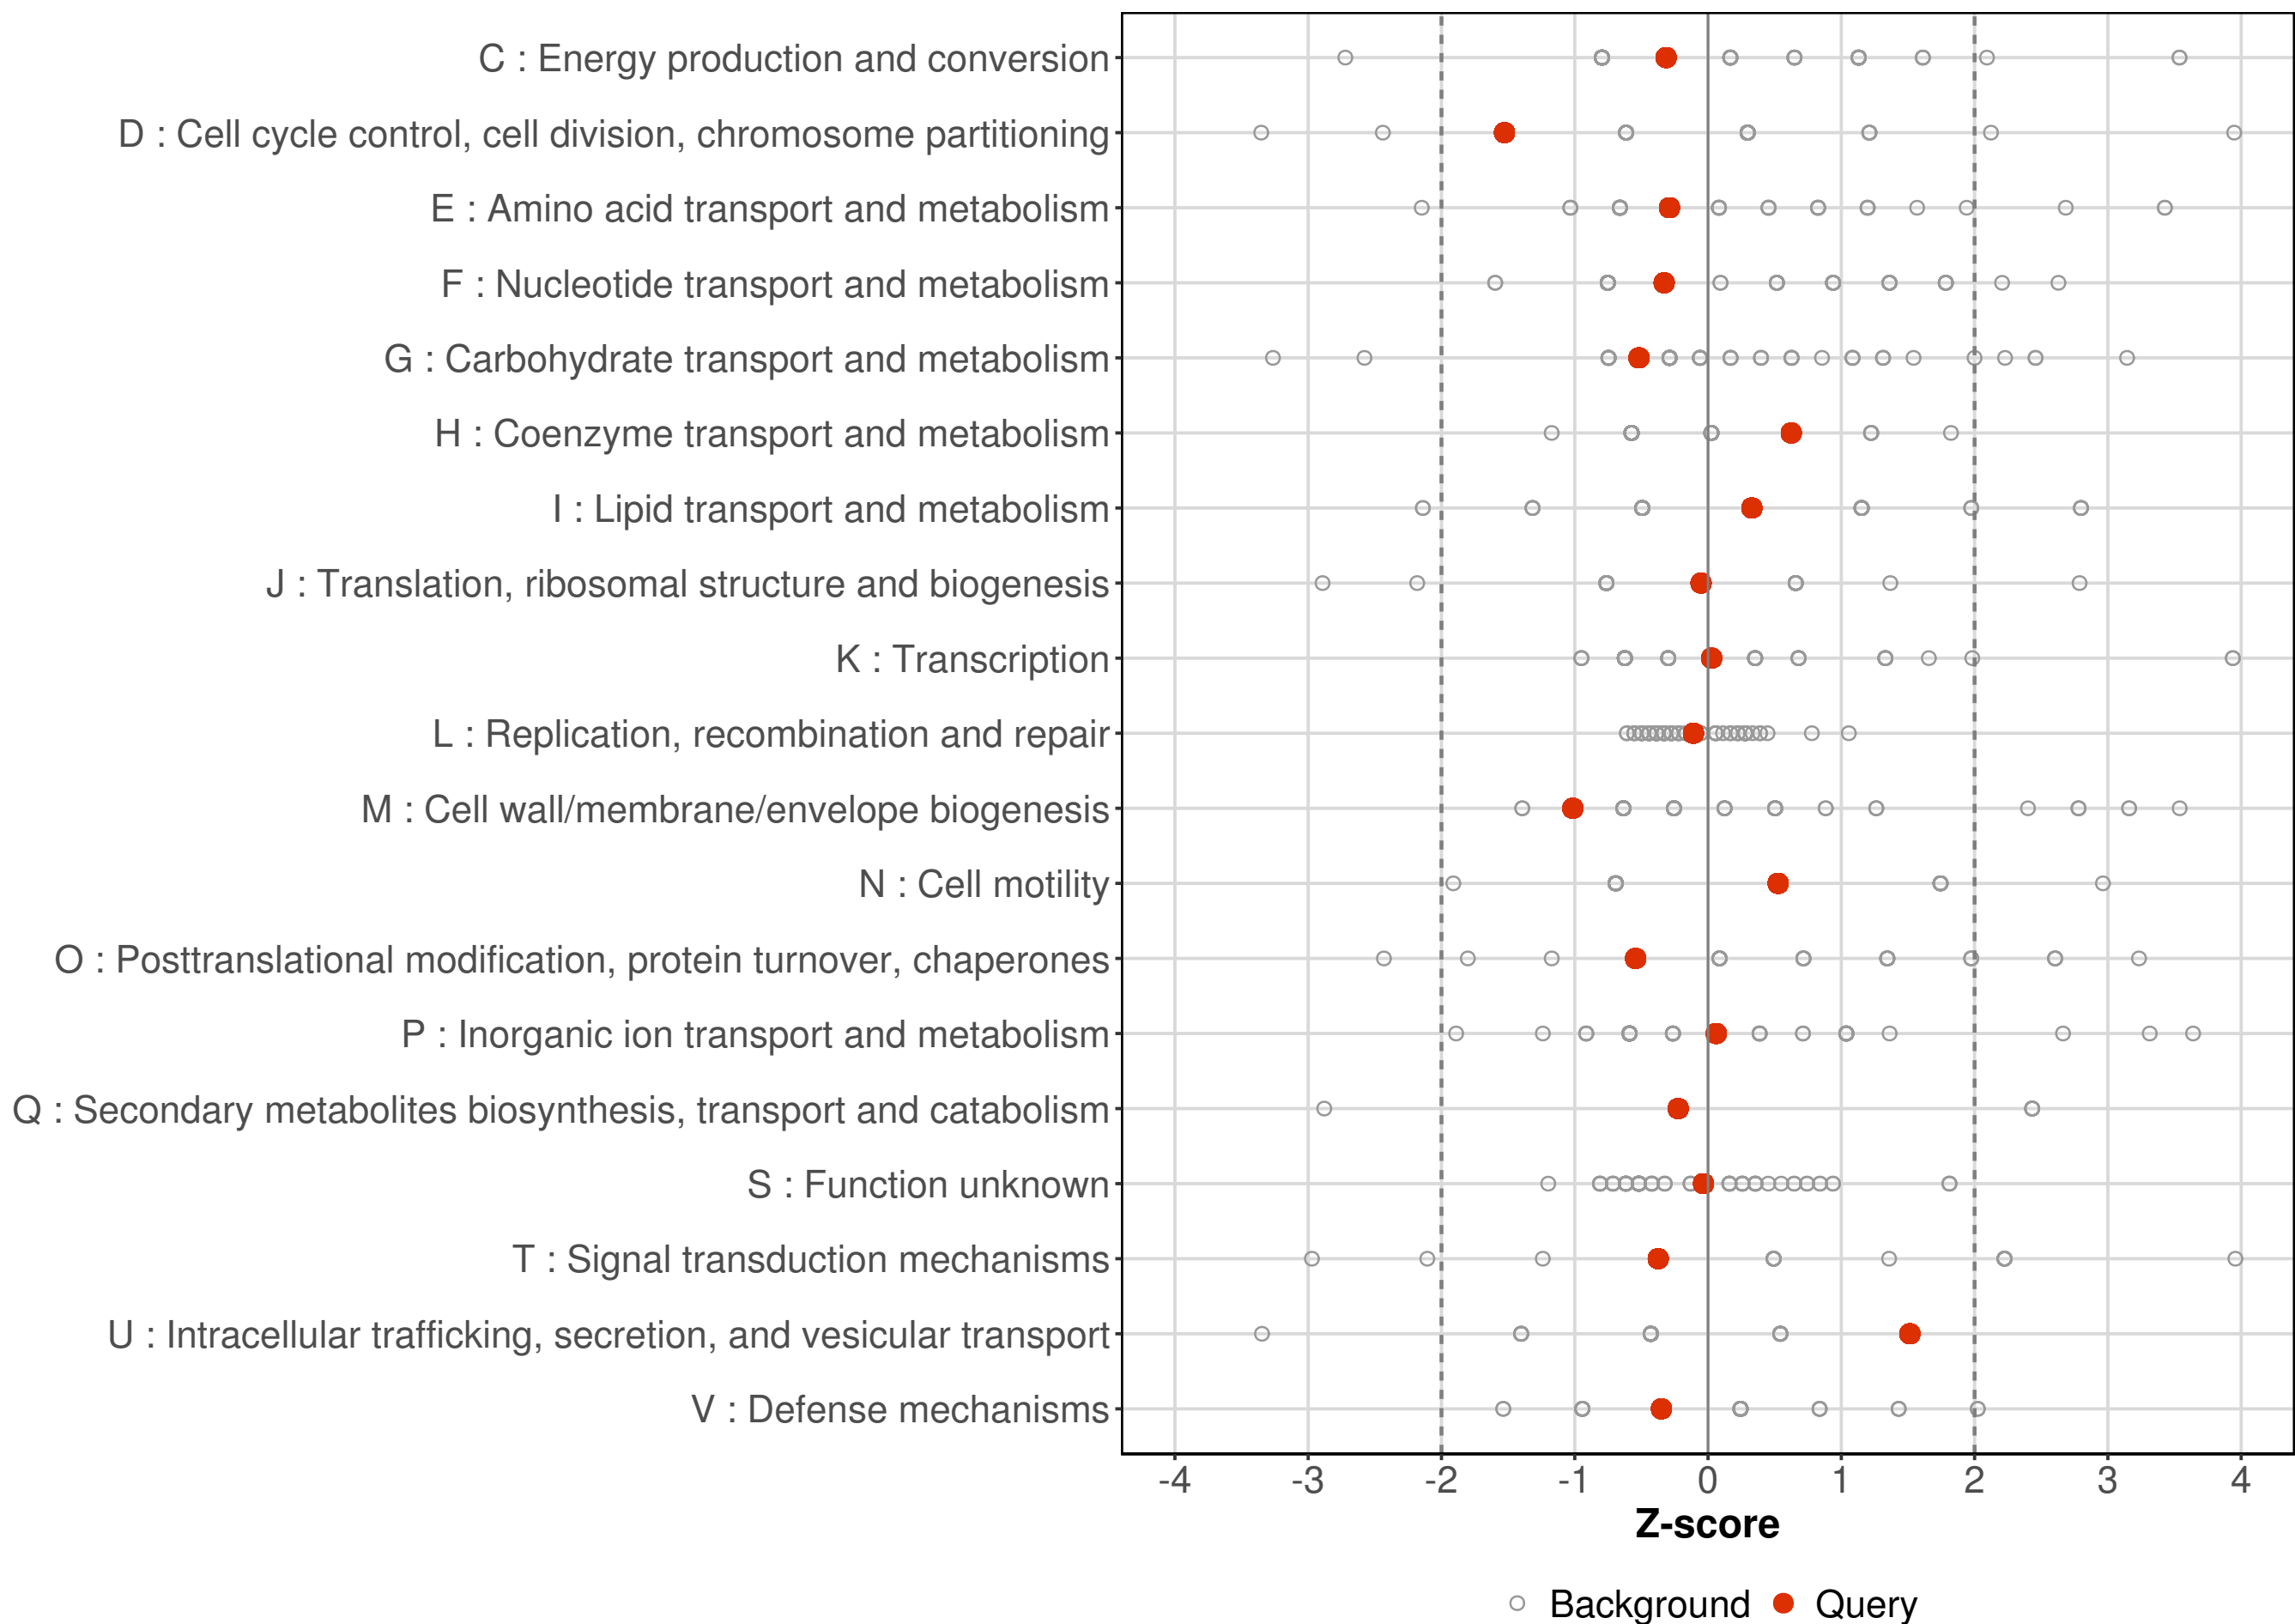 C : Energy production and conversion
D : Cell cycle control, cell division, chromosome partitioning
E : Amino acid transport and metabolism
F : Nucleotide transport and metabolism
G : Carbohydrate transport and metabolism
H : Coenzyme transport and metabolism
I : Lipid transport and metabolism
J : Translation, ribosomal structure and biogenesis
K : Transcription
L : Replication, recombination and repair
M : Cell wall/membrane/envelope biogenesis
N : Cell motility
O : Posttranslational modification, protein turnover, chaperones
P : Inorganic ion transport and metabolism
Q : Secondary metabolites biosynthesis, transport and catabolism
S : Function unknown
T : Signal transduction mechanisms
U : Intracellular trafficking, secretion, and vesicular transport
V : Defense mechanisms
-4 -3 -2 -1 0 1 2 3 4
Z-score
Background Query